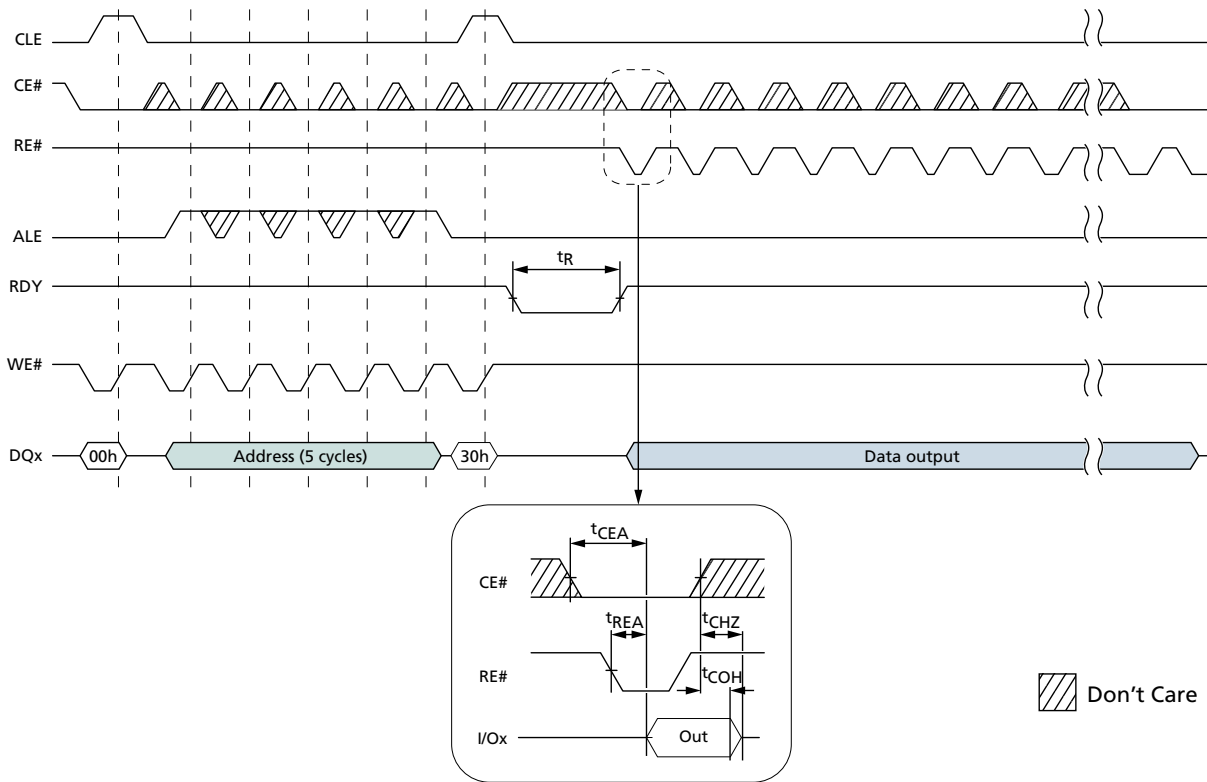 CLE
CE#
RE#
ALE
tR
RDY
WE#
DQx
00h
Address (5 cycles)
30h
Data output
tCEA
CE#
tREA
tCHZ
RE#
tCOH
I/Ox
Out
Don't Care